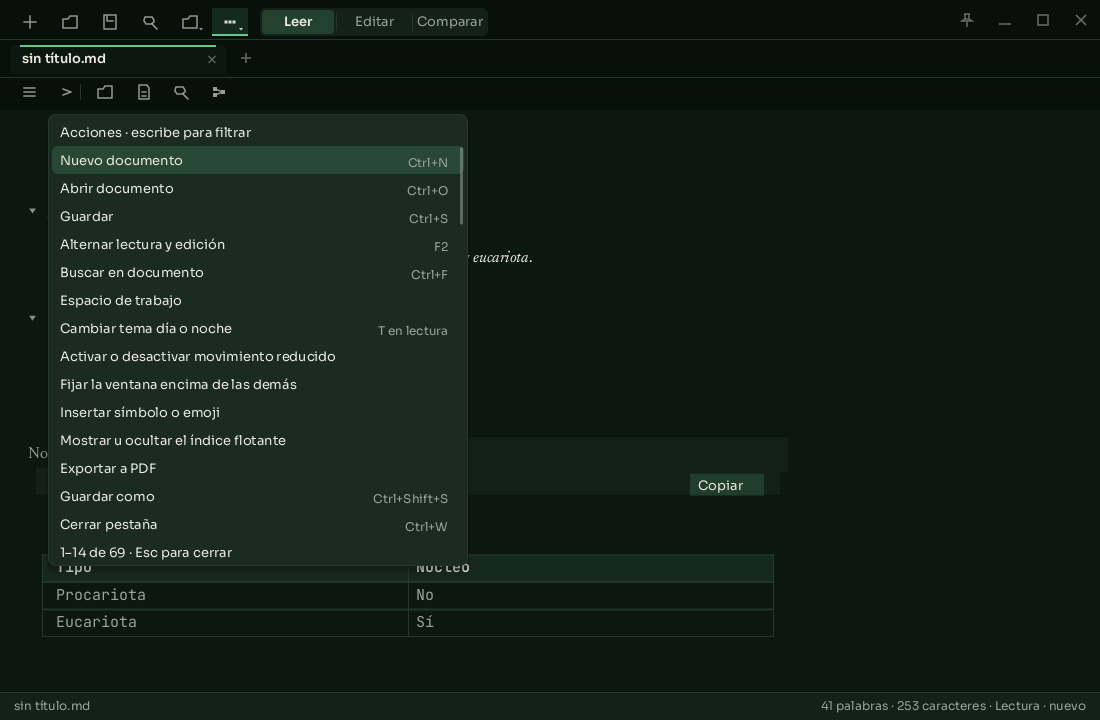 Leer Editar Comparar
sin título.md
Acciones · escribe para filtrar
Nuevo documento Ctrl+N
Abrir documento Ctrl+O
Guardar Ctrl+S
Alternar lectura y edición F2
eucariota.
Buscar en documento Ctrl+F
Espacio de trabajo
Cambiar tema día o noche T en lectura
Activar o desactivar movimiento reducido
Fijar la ventana encima de las demás
Insertar símbolo o emoji
Mostrar u ocultar el índice flotante
No
Exportar a PDF
Copiar
Guardar como Ctrl+Shift+S
Cerrar pestaña Ctrl+W
1–14 de 69 · Esc para cerrar
Tipo Núcleo
Procariota No
Eucariota Sí
sin título.md 41 palabras · 253 caracteres · Lectura · nuevo